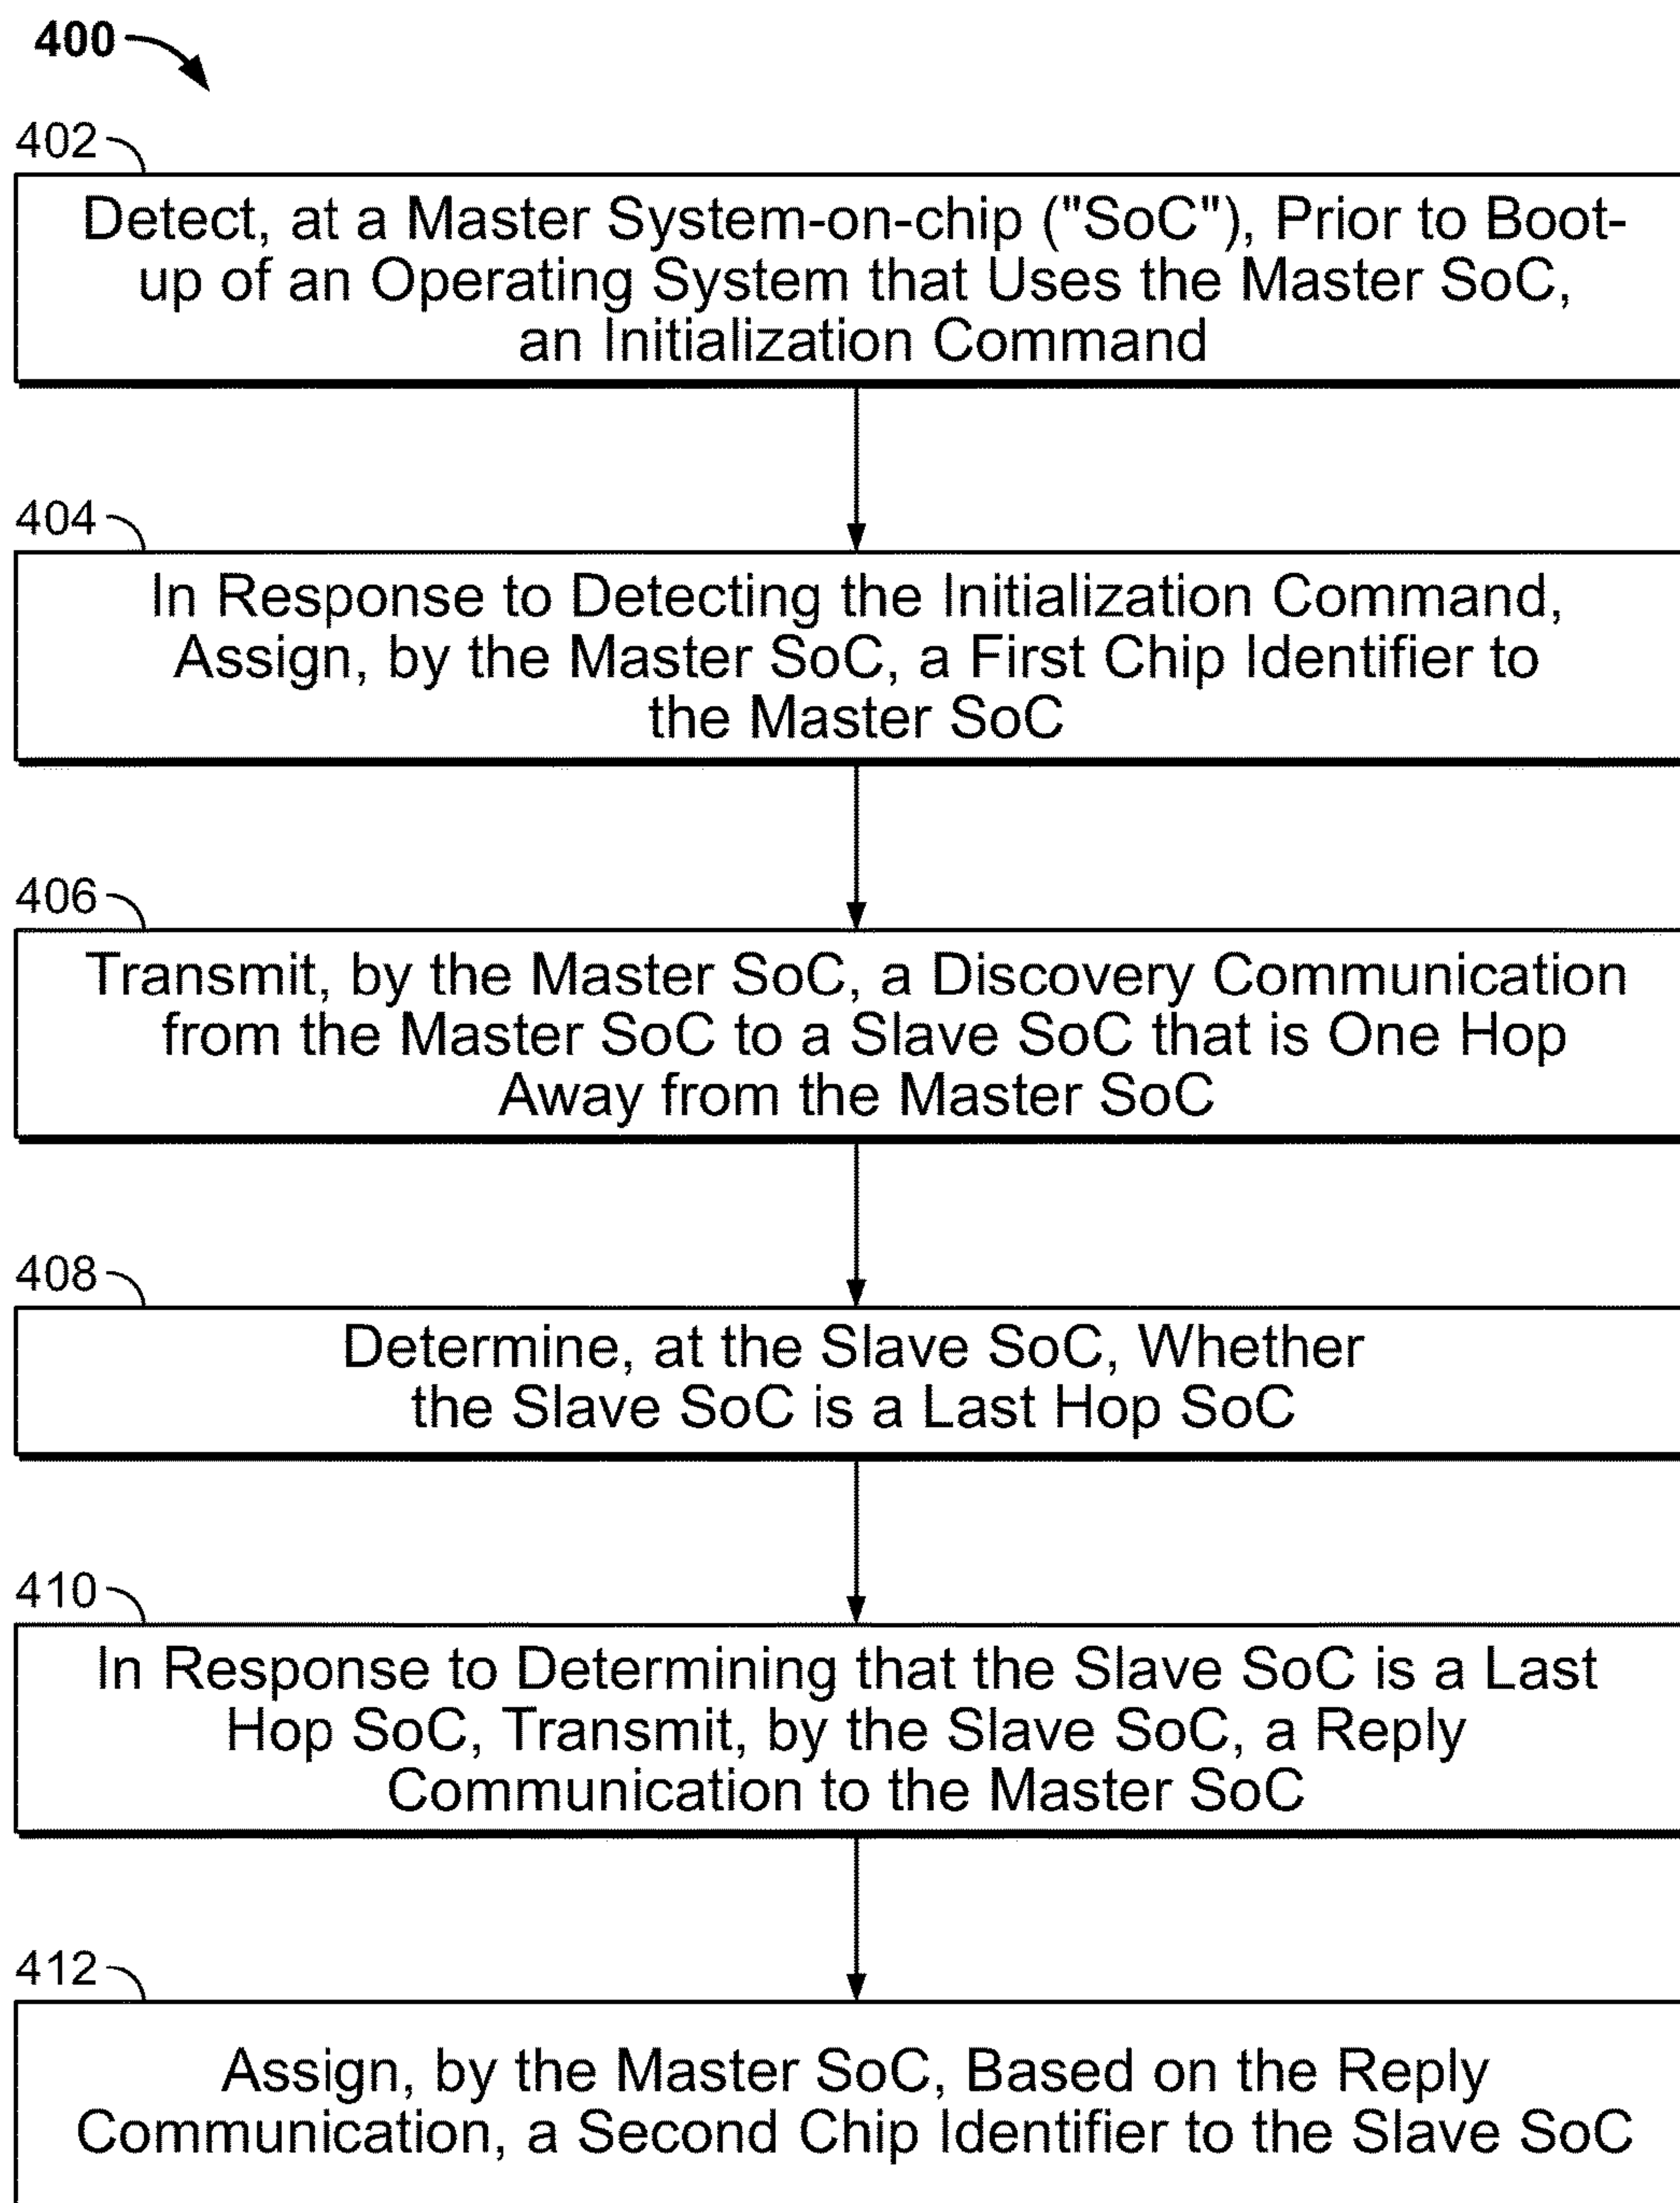 400
402
Detect, at a Master System-on-chip ("SoC"), Prior to Boot-
up of an Operating System that Uses the Master SoC,
an Initialization Command
404
In Response to Detecting the Initialization Command,
Assign, by the Master SoC, a First Chip Identifier to
the Master SoC
406
Transmit, by the Master SoC, a Discovery Communication
from the Master SoC to a Slave SoC that is One Hop
Away from the Master SoC
408
Determine, at the Slave SoC, Whether
the Slave SoC is a Last Hop SoC
410
In Response to Determining that the Slave SoC is a Last
Hop SoC, Transmit, by the Slave SoC, a Reply
Communication to the Master SoC
412
Assign, by the Master SoC, Based on the Reply
Communication, a Second Chip Identifier to the Slave SoC